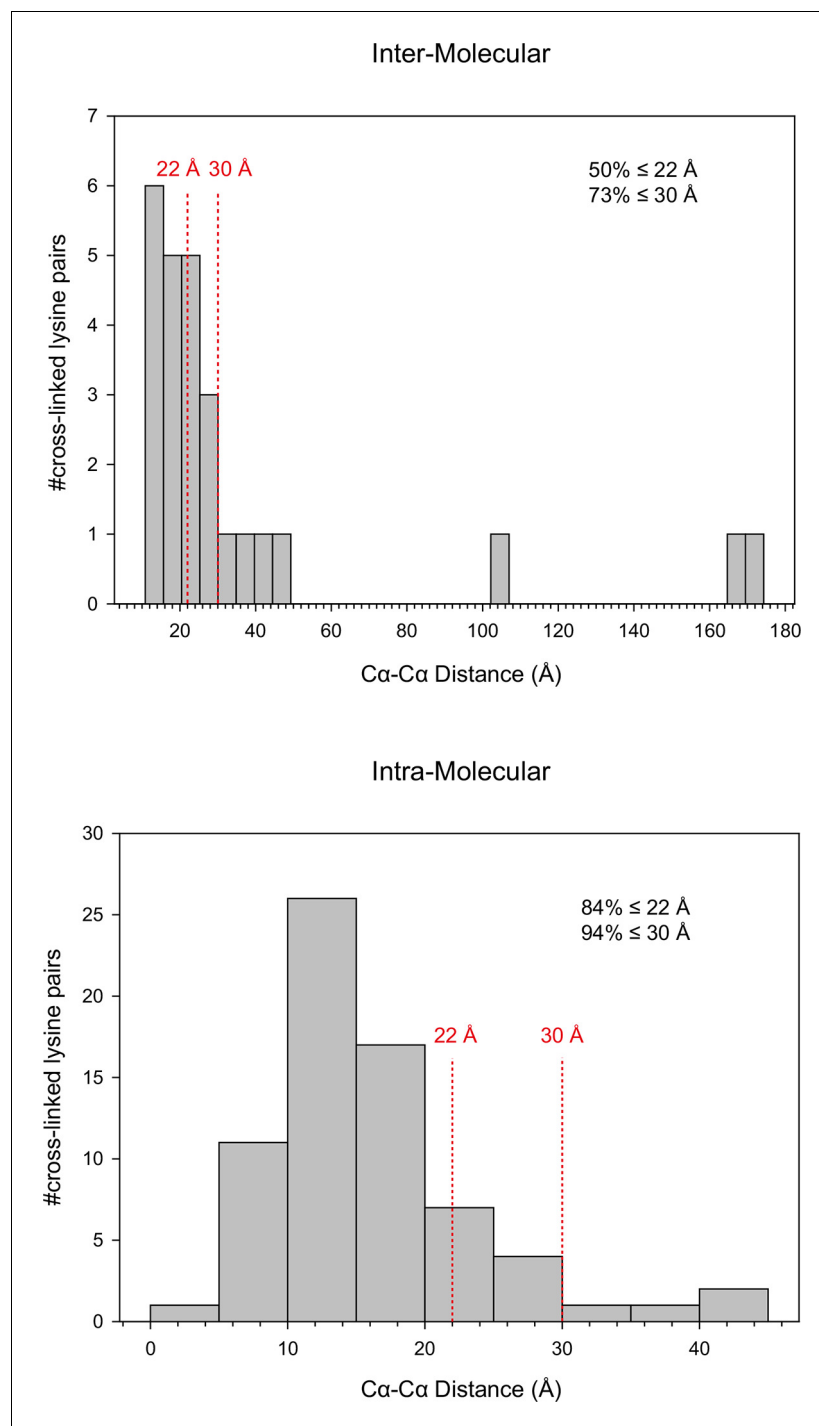 Inter-Molecular
7
6
5
4
3
2
1
0
#cross-linked lysine pairs
22 Å 30 Å
50% ≤ 22 Å
73% ≤ 30 Å
20 40 60 80 100 120 140 160 180
Cα-Cα Distance (Å)
Intra-Molecular
30
25
20
15
10
5
0
#cross-linked lysine pairs
84% ≤ 22 Å
94% ≤ 30 Å
22 Å 30 Å
0 10 20 30 40
Cα-Cα Distance (Å)